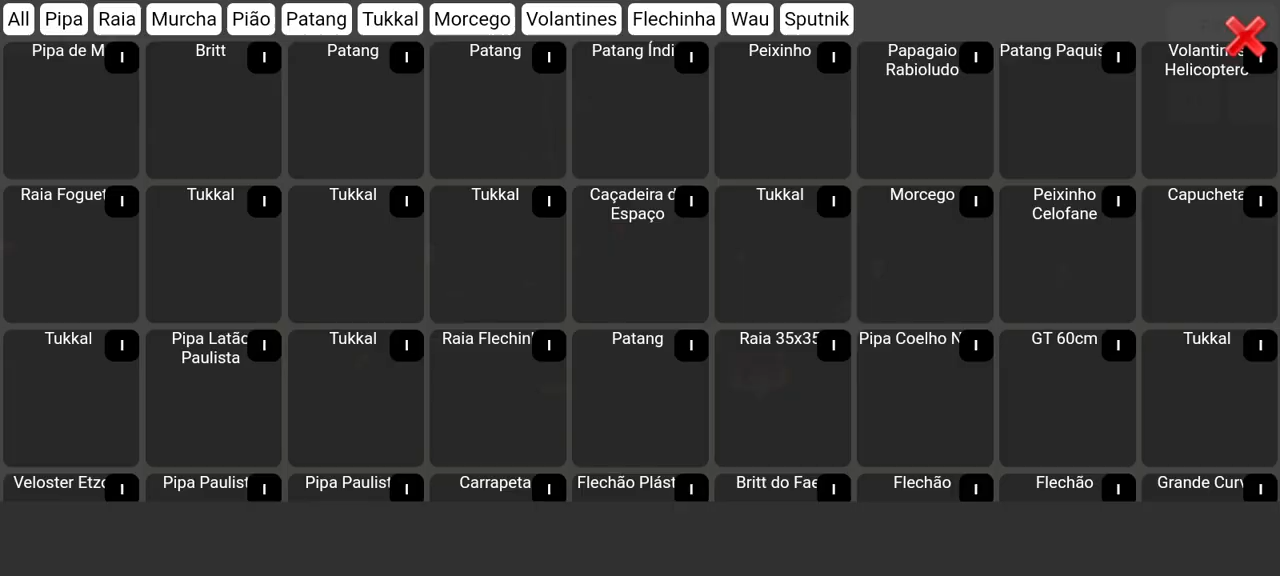 All Pipa Raia Murcha Pião Patang Tukkal Morcego Volantines Flechinha Wau Sputnik
Pipa de M I Britt I Patang I Patang I Patang Índi I Peixinho I Papagaio I Patang Paquis I Volantines I
Rabioludo Helicoptero
Raia Foguet I Tukkal I Tukkal I Tukkal I Caçadeira d I Tukkal I Morcego I Peixinho I Capucheta I
Espaço Celofane
Tukkal I Pipa Latão I Tukkal I Raia Flechinh I Patang I Raia 35x35 I Pipa Coelho N I GT 60cm I Tukkal I
Paulista
Veloster Etzo I Pipa Paulist I Pipa Paulist I Carrapeta I Flechão Plást I Britt do Fae I Flechão I Flechão I Grande Curv I